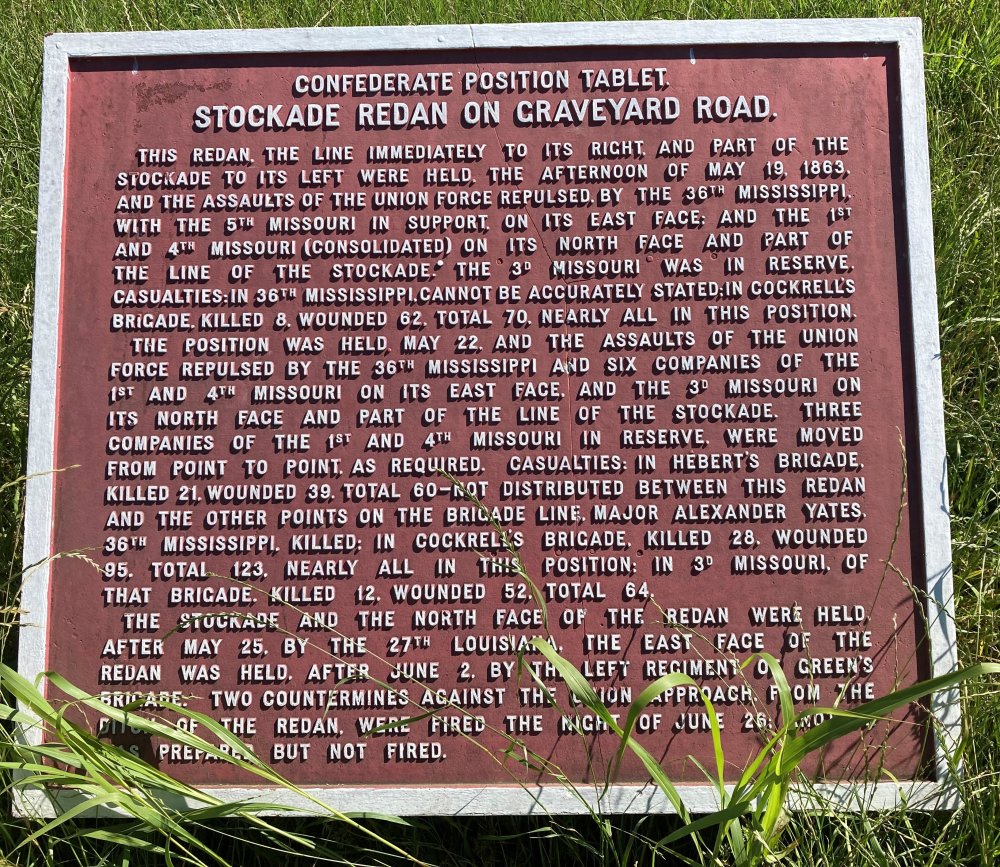 CONFEDERATE POSITION TABLET.
STOCKADE REDAN ON GRAVEYARD ROAD.
THIS REDAN, THE LINE IMMEDIATELY TO ITS RIGHT, AND PART OF THE
STOCKADE TO ITS LEFT WERE HELD, THE AFTERNOON OF MAY 19, 1863,
AND THE ASSAULTS OF THE UNION FORCE REPULSED, BY THE 36TH MISSISSIPPI,
WITH THE 5TH MISSOURI IN SUPPORT, ON ITS EAST FACE; AND THE 1ST
AND 4TH MISSOURI (CONSOLIDATED) ON ITS NORTH FACE AND PART OF
THE LINE OF THE STOCKADE. THE 3D MISSOURI WAS IN RESERVE.
CASUALTIES: IN 36TH MISSISSIPPI, CANNOT BE ACCURATELY STATED; IN COCKRELL'S
BRIGADE, KILLED 8, WOUNDED 62, TOTAL 70, NEARLY ALL IN THIS POSITION.
THE POSITION WAS HELD, MAY 22, AND THE ASSAULTS OF THE UNION
FORCE REPULSED BY THE 36TH MISSISSIPPI AND SIX COMPANIES OF THE
1ST AND 4TH MISSOURI ON ITS EAST FACE, AND THE 3D MISSOURI ON
ITS NORTH FACE AND PART OF THE LINE OF THE STOCKADE. THREE
COMPANIES OF THE 1ST AND 4TH MISSOURI IN RESERVE, WERE MOVED
FROM POINT TO POINT, AS REQUIRED. CASUALTIES: IN HEBERT'S BRIGADE,
KILLED 21, WOUNDED 39, TOTAL 60—NOT DISTRIBUTED BETWEEN THIS REDAN
AND THE OTHER POINTS ON THE BRIGADE LINE, MAJOR ALEXANDER YATES,
36TH MISSISSIPPI, KILLED; IN COCKRELL'S BRIGADE, KILLED 28, WOUNDED
95, TOTAL 123, NEARLY ALL IN THIS POSITION; IN 3D MISSOURI, OF
THAT BRIGADE, KILLED 12, WOUNDED 52, TOTAL 64.
THE STOCKADE AND THE NORTH FACE OF THE REDAN WERE HELD,
AFTER MAY 25, BY THE 27TH LOUISIANA, THE EAST FACE OF THE
REDAN WAS HELD, AFTER JUNE 2, BY THE LEFT REGIMENT OF GREEN'S
BRIGADE. TWO COUNTERMINES AGAINST THE UNION APPROACH, FROM THE
DITCH OF THE REDAN, WERE FIRED THE NIGHT OF JUNE 26;
PREPARED BUT NOT FIRED.